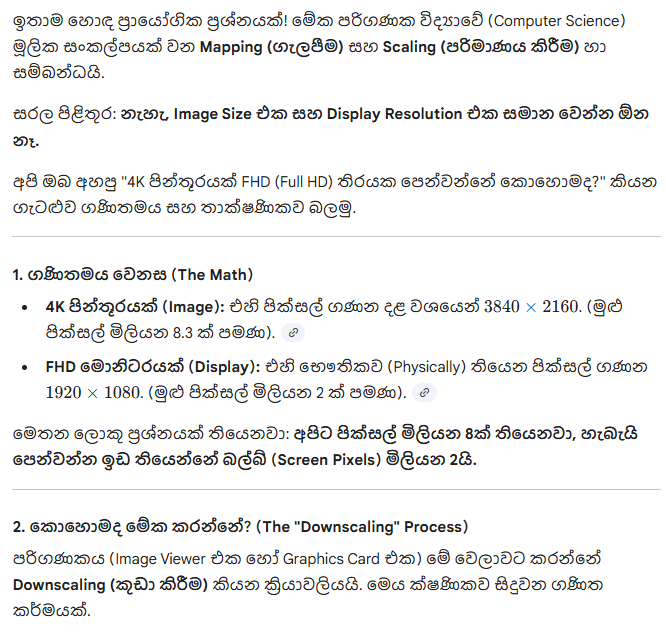 ඉතාම හොඳ ප්‍රායෝගික ප්‍රශ්නයක්! මේක පරිගණක විද්‍යාවේ (Computer Science)
මූලික සංකල්පයක් වන Mapping (ගැලපීම) සහ Scaling (පරිමාණය කිරීම) හා
සම්බන්ධයි.
සරල පිළිතුර: නැහැ, Image Size එක සහ Display Resolution එක සමාන වෙන්න ඕන
නෑ.
අපි ඔබ අහපු "4K පින්තූරයක් FHD (Full HD) තිරයක පෙන්වන්නේ කොහොමද?" කියන
ගැටළුව ගණිතමය සහ තාක්ෂණිකව බලමු.
1. ගණිතමය වෙනස (The Math)
• 4K පින්තූරයක් (Image): එහි පික්සල් ගණන දළ වශයෙන් 3840 × 2160. (මුළු
පික්සල් මිලියන 8.3 ක් පමණ).
• FHD මොනිටරයක් (Display): එහි භෞතිකව (Physically) තියෙන පික්සල් ගණන
1920 × 1080. (මුළු පික්සල් මිලියන 2 ක් පමණ).
මෙතන ලොකු ප්‍රශ්නයක් තියෙනවා: අපිට පික්සල් මිලියන 8ක් තියෙනවා, හැබැයි
පෙන්වන්න ඉඩ තියෙන්නේ බල්බ් (Screen Pixels) මිලියන 2යි.
2. කොහොමද මේක කරන්නේ? (The "Downscaling" Process)
පරිගණකය (Image Viewer එක හෝ Graphics Card එක) මේ වෙලාවට කරන්නේ
Downscaling (කුඩා කිරීම) කියන ක්‍රියාවලියයි. මෙය ක්ෂණිකව සිදුවන ගණිත
කර්මයක්.